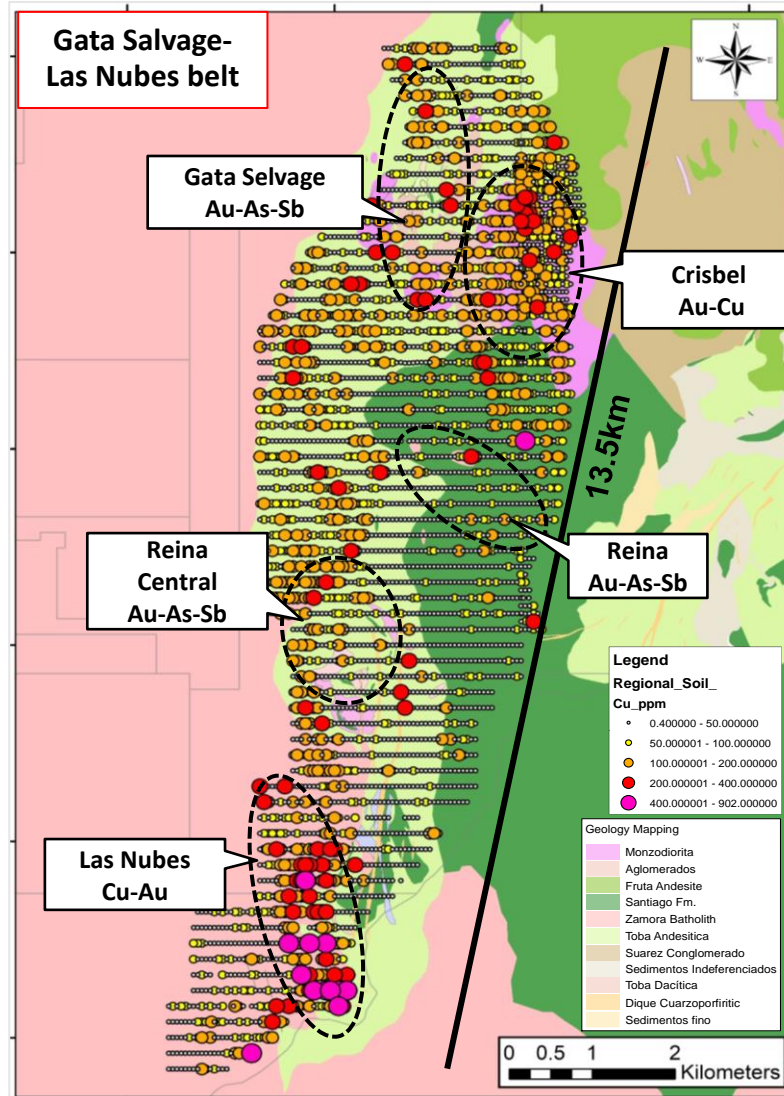 Gata Salvage-
Las Nubes belt
N
W
E
S
Gata Selvage
Au-As-Sb
Crisbel
Au-Cu
13.5km
Reina
Central
Au-As-Sb
Reina
Au-As-Sb
Las Nubes
Cu-Au
Legend
Regional_Soil_
Cu_ppm
0.400000 - 50.000000
50.000001 - 100.000000
100.000001 - 200.000000
200.000001 - 400.000000
400.000001 - 902.000000
Geology Mapping
Monzodiorita
Aglomerados
Fruta Andesite
Santiago Fm.
Zamora Batholith
Toba Andesitica
Suarez Conglomerado
Sedimentos Indeferenciados
Toba Dacítica
Dique Cuarzoporfiritic
Sedimentos fino
0 0.5 1 2
Kilometers